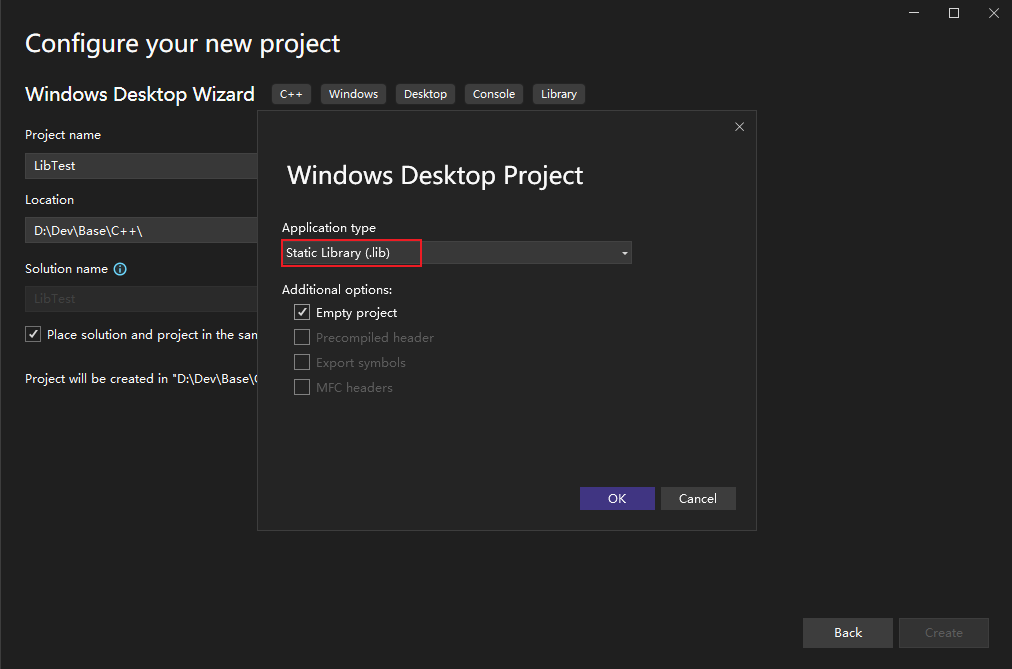 Configure your new project
Windows Desktop Wizard C++ Windows Desktop Console Library
Project name
LibTest
Location
D:\Dev\Base\C++\
Solution name
LibTest
Place solution and project in the san
Project will be created in "D:\Dev\Base\C
Windows Desktop Project
Application type
Static Library (.lib)
Additional options:
Empty project
Precompiled header
Export symbols
MFC headers
OK Cancel
Back Create